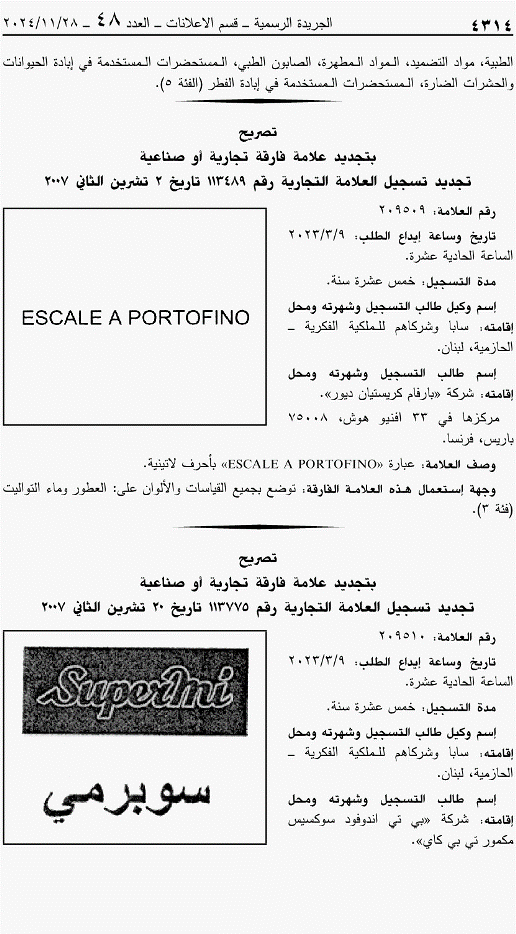 ٤٣١٤ الجريدة الرسمية ــ قسم الاعلانات ــ العدد ٤٨ ــ ٢٠٢٤/١١/٢٨
الطبية، مواد التضميد، المواد المطهرة، الصابون الطبي، المستحضرات المستخدمة في إبادة الحيوانات
والحشرات الضارة، المستحضرات المستخدمة في إبادة الفطر (الفئة ٥).
تصريح
بتجديد علامة فارقة تجارية أو صناعية
تجديد تسجيل العلامة التجارية رقم ١١٣٤٨٩ تاريخ ٢ تشرين الثاني ٢٠٠٧
رقم العلامة: ٢٠٩٥٠٩
تاريخ وساعة إيداع الطلب: ٢٠٢٣/٣/٩
الساعة الحادية عشرة.
مدة التسجيل: خمس عشرة سنة.
إسم وكيل طالب التسجيل وشهرته ومحل
إقامته: سابا وشركاهم للملكية الفكرية ــ
الحازمية، لبنان.
إسم طالب التسجيل وشهرته ومحل
إقامته: شركة «بارفام كريستيان ديور».
مركزها في ٣٣ افنيو هوش، ٧٥٠٠٨
باريس، فرنسا.
ESCALE A PORTOFINO
وصف العلامة: عبارة «ESCALE A PORTOFINO» بأحرف لاتينية.
وجهة إستعمال هذه العلامة الفارقة: توضع بجميع القياسات والألوان على: العطور وماء التواليت
(فئة ٣).
تصريح
بتجديد علامة فارقة تجارية أو صناعية
تجديد تسجيل العلامة التجارية رقم ١١٣٧٧٥ تاريخ ٢٠ تشرين الثاني ٢٠٠٧
رقم العلامة: ٢٠٩٥١٠
تاريخ وساعة إيداع الطلب: ٢٠٢٣/٣/٩
الساعة الحادية عشرة.
مدة التسجيل: خمس عشرة سنة.
إسم وكيل طالب التسجيل وشهرته ومحل
إقامته: سابا وشركاهم للملكية الفكرية ــ
الحازمية، لبنان.
إسم طالب التسجيل وشهرته ومحل
إقامته: شركة «بي تي اندوفود سوكسيس
مكمور تي بي كاي».
Supermi
سوبرمي